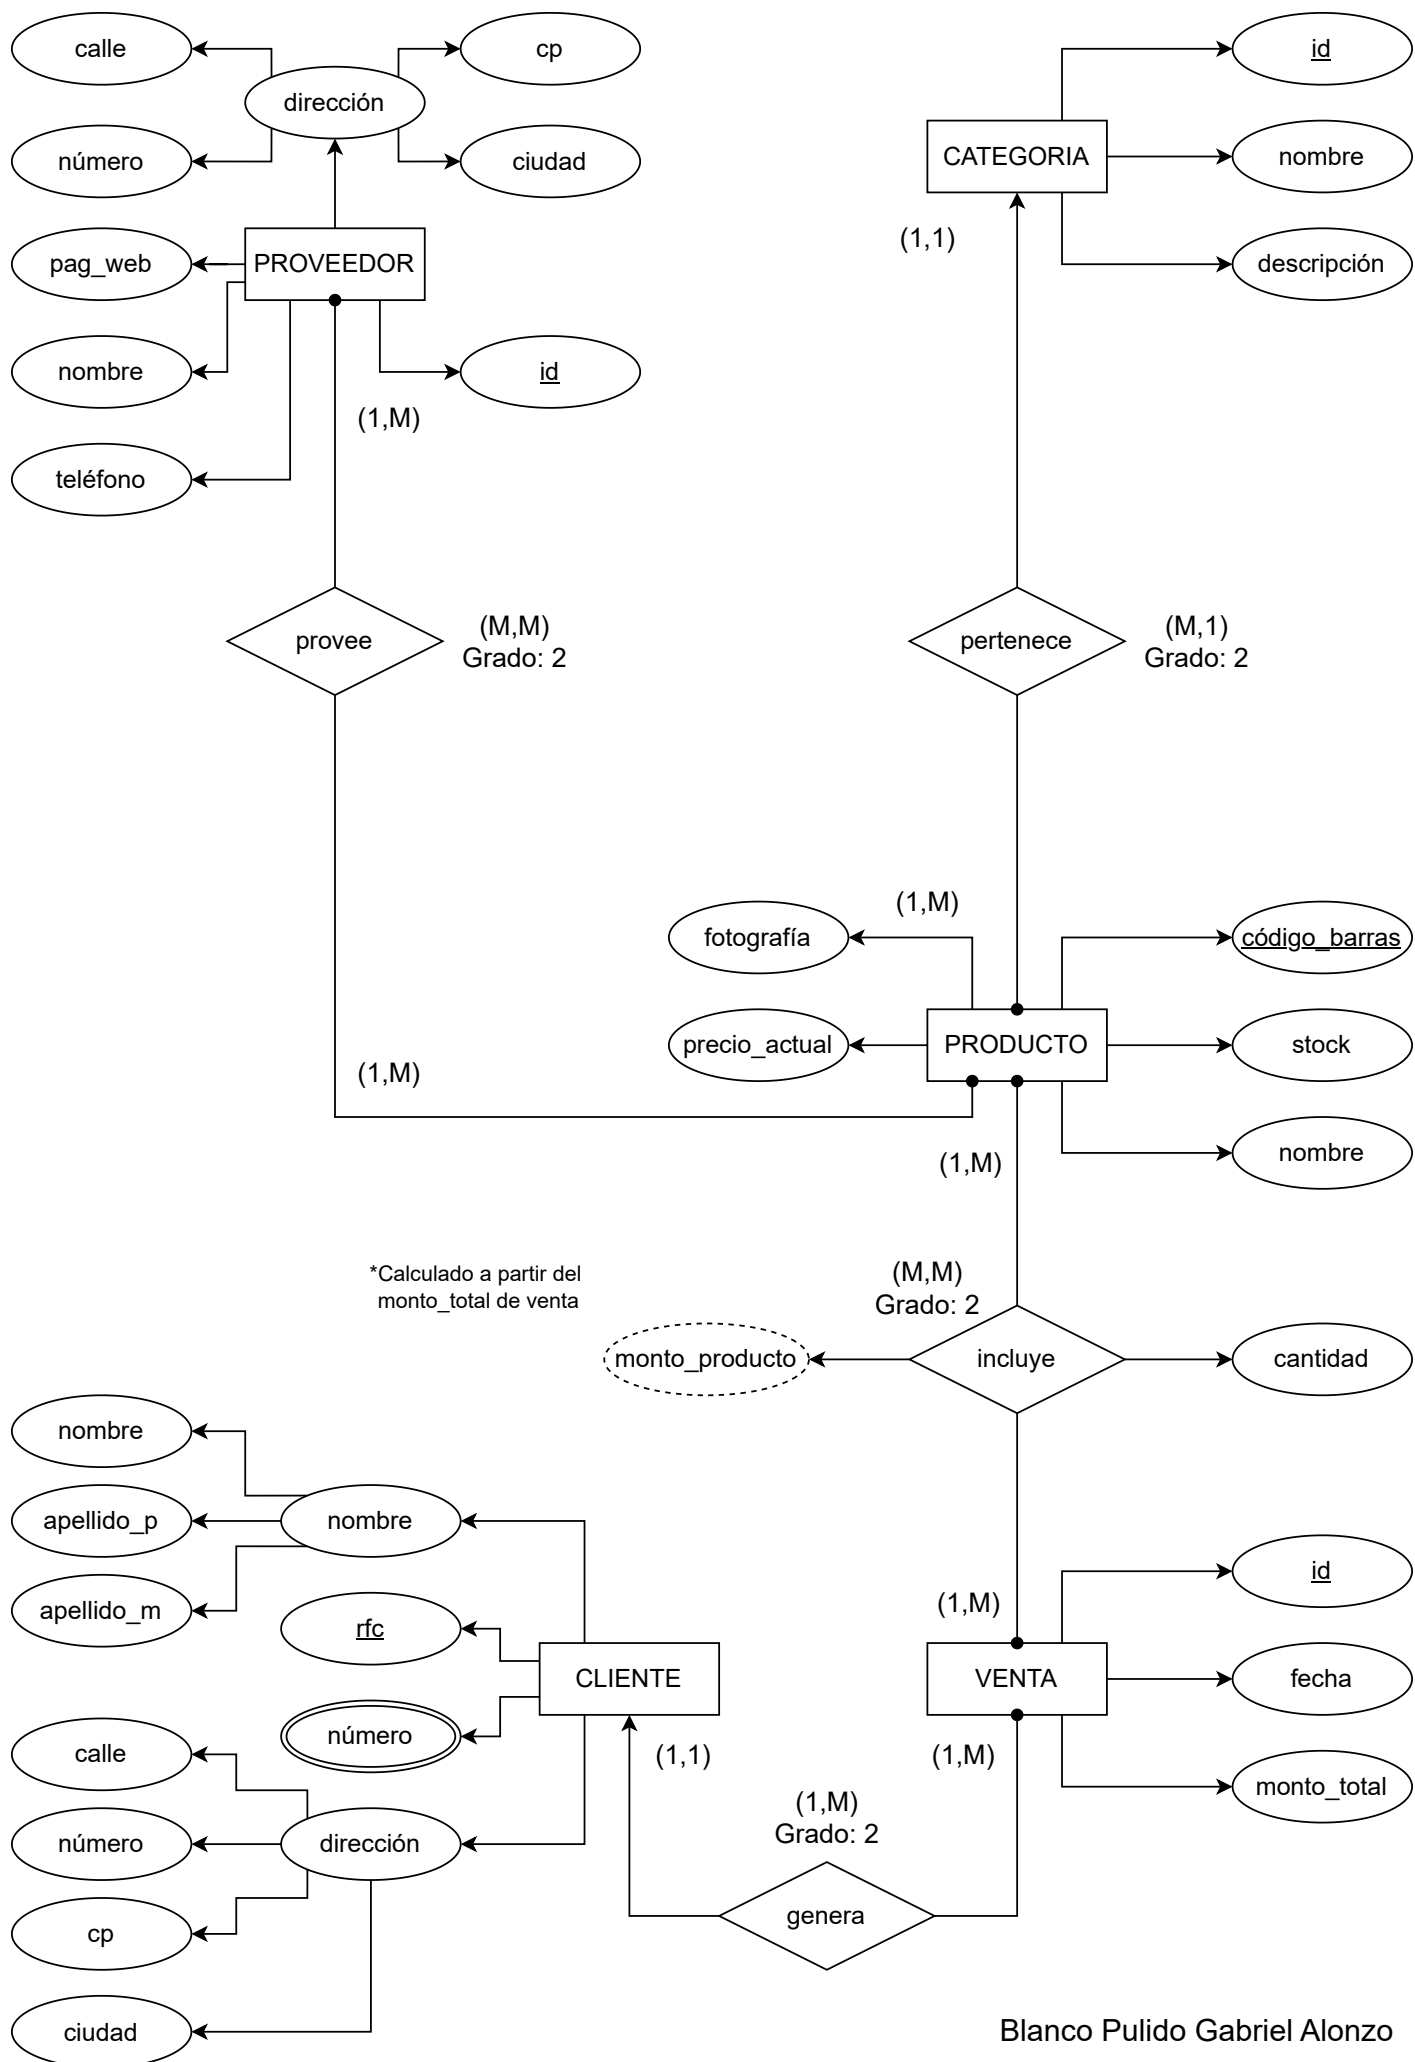 calle
cp
id
dirección
número
ciudad
CATEGORIA
nombre
(1,1)
pag_web
PROVEEDOR
descripción
nombre
id
(1,M)
teléfono
provee
(M,M)
Grado: 2
pertenece
(M,1)
Grado: 2
(1,M)
fotografía
código_barras
precio_actual
PRODUCTO
stock
(1,M)
nombre
(1,M)
*Calculado a partir del
monto_total de venta
(M,M)
Grado: 2
monto_producto
incluye
cantidad
nombre
apellido_p
nombre
id
apellido_m
rfc
(1,M)
CLIENTE
VENTA
fecha
número
calle
(1,1)
(1,M)
monto_total
(1,M)
Grado: 2
número
dirección
genera
cp
ciudad
Blanco Pulido Gabriel Alonzo